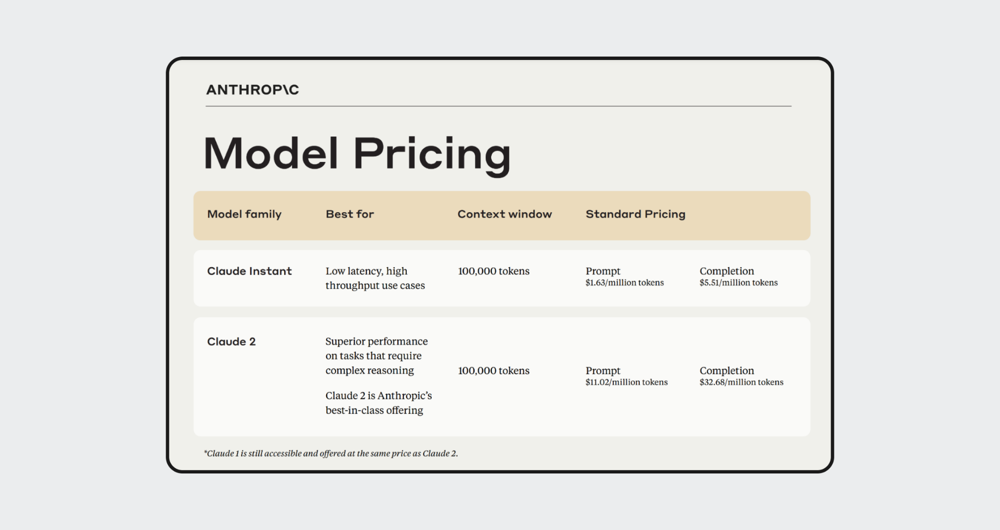 ANTHROP\C
Model Pricing
Model family
Best for
Context window
Standard Pricing
Claude Instant
Low latency, high
throughput use cases
100,000 tokens
Prompt
$1.63/million tokens
Completion
$5.51/million tokens
Claude 2
Superior performance
on tasks that require
complex reasoning
Claude 2 is Anthropic’s
best-in-class offering
100,000 tokens
Prompt
$11.02/million tokens
Completion
$32.68/million tokens
*Claude 1 is still accessible and offered at the same price as Claude 2.